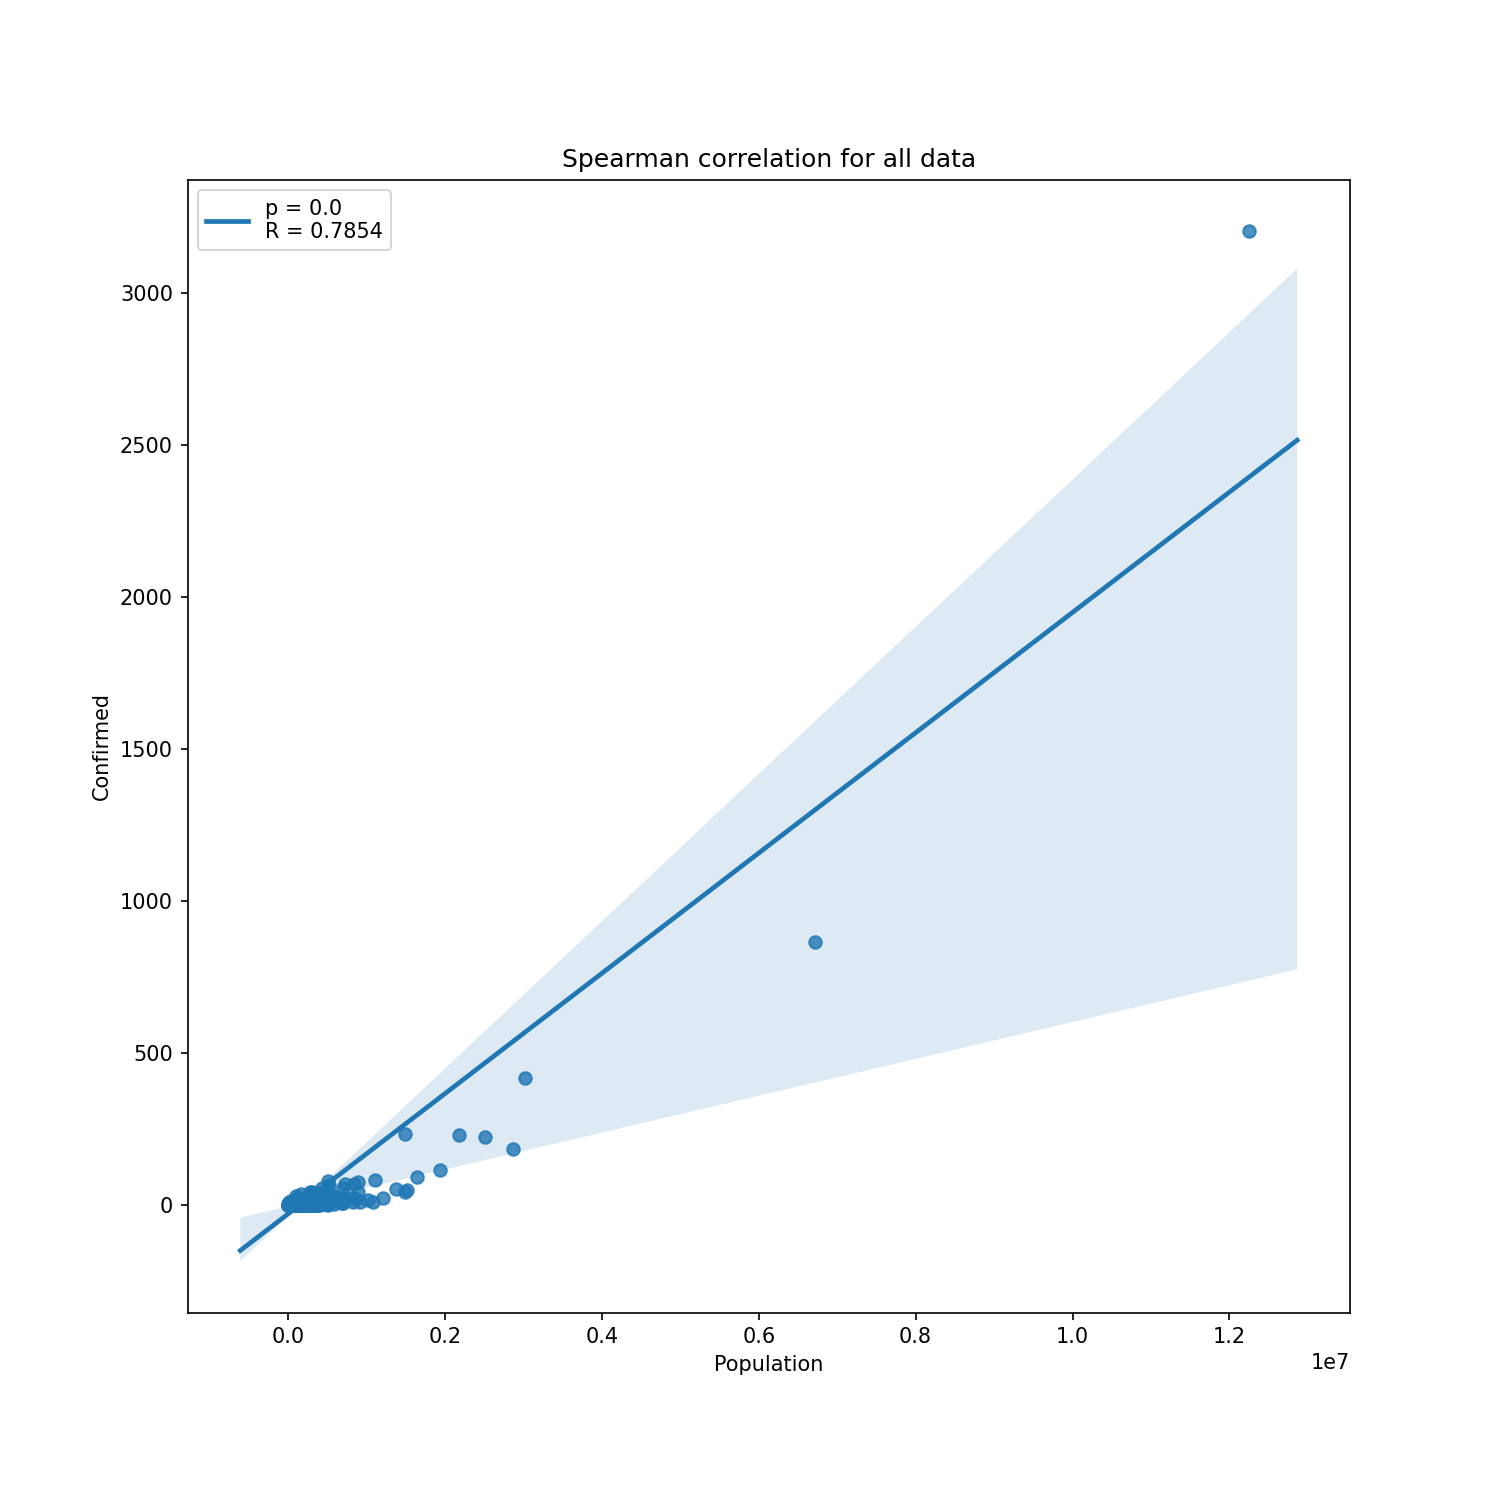 Spearman correlation for all data
p = 0.0
R = 0.7854
3000
2500
2000
1500
1000
500
0
Confirmed
0.0 0.2 0.4 0.6 0.8 1.0 1.2
1e7
Population